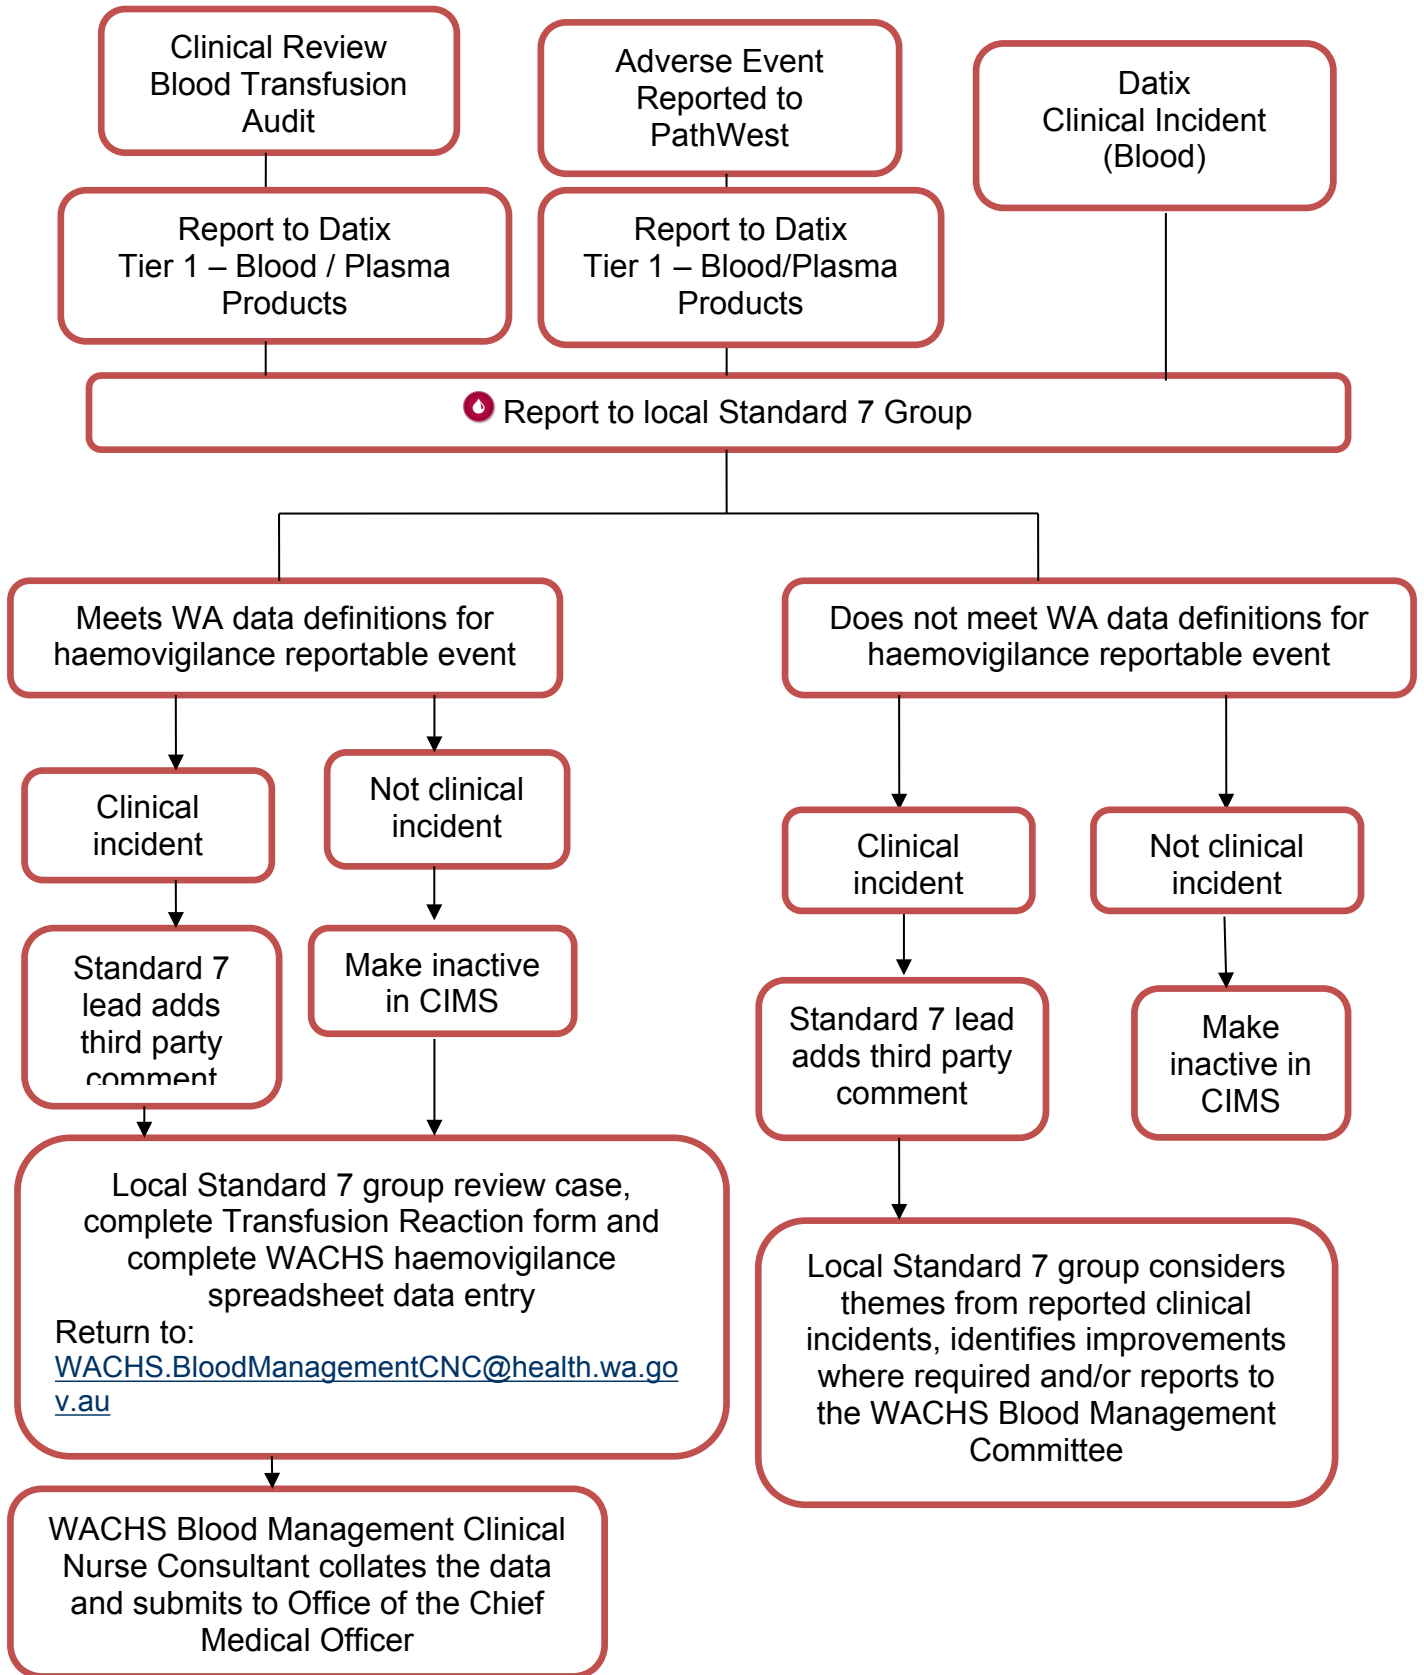 Clinical Review
Blood Transfusion
Audit
Adverse Event
Reported to
PathWest
Datix
Clinical Incident
(Blood)
Report to Datix
Tier 1 – Blood / Plasma
Products
Report to Datix
Tier 1 – Blood/Plasma
Products
Report to local Standard 7 Group
Meets WA data definitions for
haemovigilance reportable event
Does not meet WA data definitions for
haemovigilance reportable event
Clinical
incident
Not clinical
incident
Clinical
incident
Not clinical
incident
Standard 7
lead adds
third party
comment
Make inactive
in CIMS
Standard 7 lead
adds third party
comment
Make
inactive in
CIMS
Local Standard 7 group review case,
complete Transfusion Reaction form and
complete WACHS haemovigilance
spreadsheet data entry
Return to:
WACHS.BloodManagementCNC@health.wa.go
v.au
Local Standard 7 group considers
themes from reported clinical
incidents, identifies improvements
where required and/or reports to
the WACHS Blood Management
Committee
WACHS Blood Management Clinical
Nurse Consultant collates the data
and submits to Office of the Chief
Medical Officer